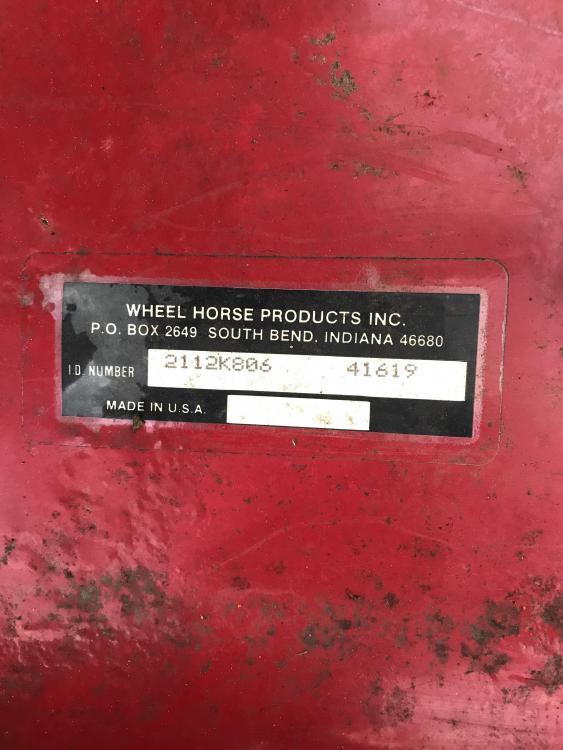 WHEEL HORSE PRODUCTS INC.
P.O. BOX 2649 SOUTH BEND, INDIANA 46680
I.D. NUMBER 2112K806 41619
MADE IN U.S.A.